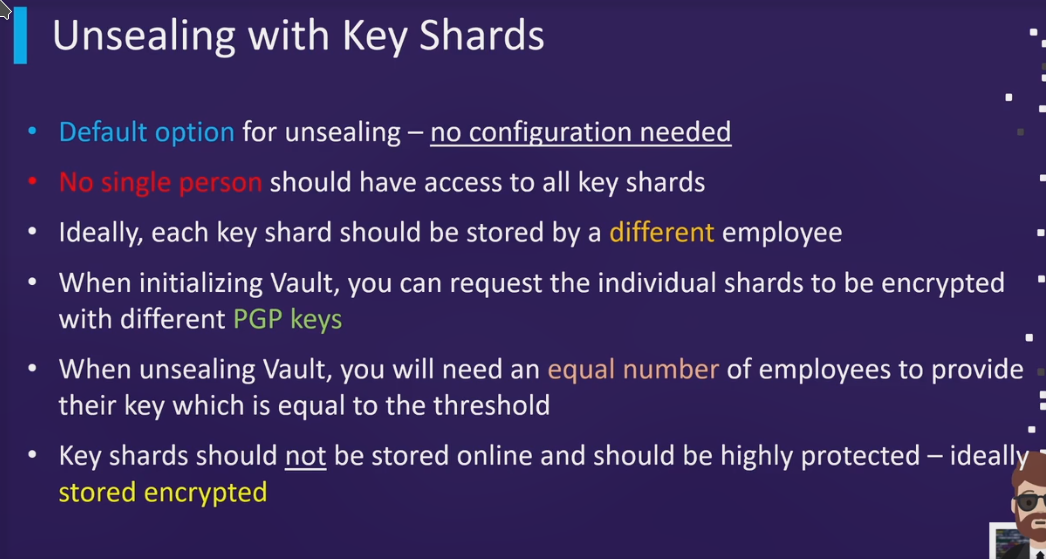 Unsealing with Key Shards
• Default option for unsealing – no configuration needed
• No single person should have access to all key shards
• Ideally, each key shard should be stored by a different employee
• When initializing Vault, you can request the individual shards to be encrypted
with different PGP keys
• When unsealing Vault, you will need an equal number of employees to provide
their key which is equal to the threshold
• Key shards should not be stored online and should be highly protected – ideally
stored encrypted